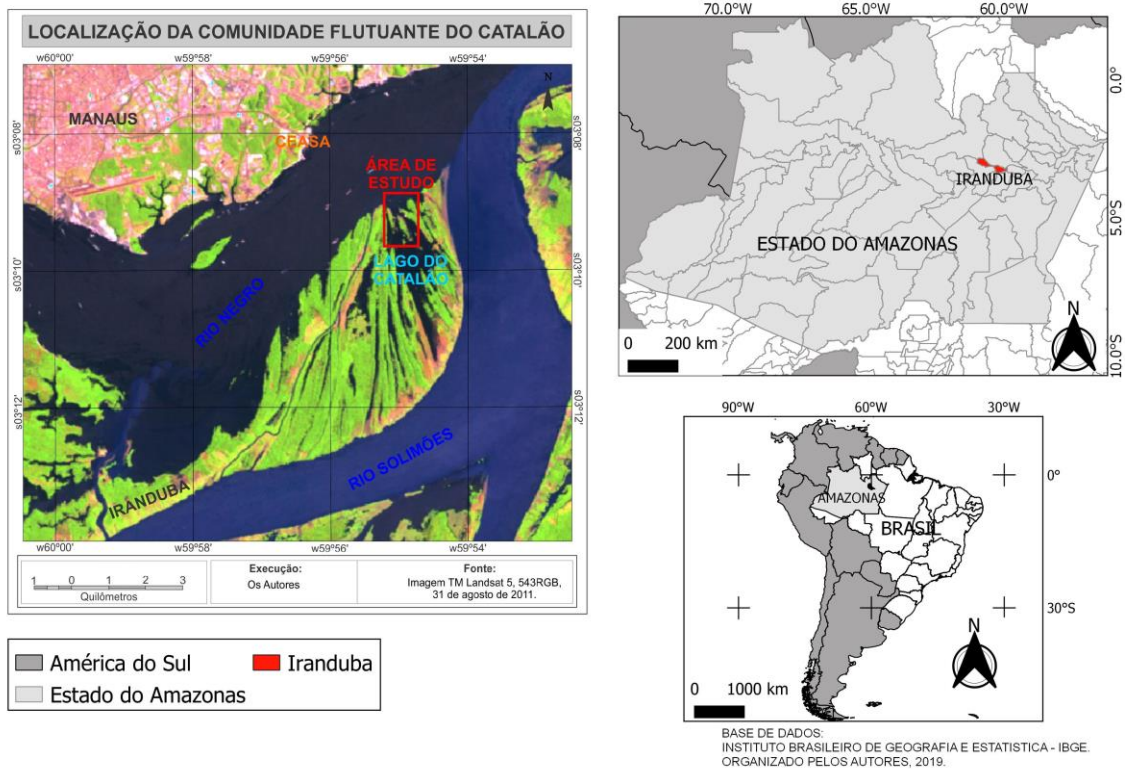 LOCALIZAÇÃO DA COMUNIDADE FLUTUANTE DO CATALÃO
w60°00' w59°58' w59°56' w59°54'
s03°08'
s03°10'
s03°12'
MANAUS
CEASA
N
ÁREA DE
ESTUDO
LAGO DO
CATALÃO
RIO NEGRO
RIO SOLIMÕES
IRANDUBA
s03°08'
s03°10'
s03°12'
w60°00' w59°58' w59°56' w59°54'
1 0 1 2 3
Quilômetros
Execução:
Os Autores
Fonte:
Imagem TM Landsat 5, 543RGB,
31 de agosto de 2011.
América do Sul Iranduba
Estado do Amazonas
70.0°W 65.0°W 60.0°W
0.0°
5.0°S
10.0°S
IRANDUBA
ESTADO DO AMAZONAS
N
0 200 km
90°W 60°W 30°W
0°
30°S
AMAZONAS
BRASIL
N
0 1000 km
BASE DE DADOS:
INSTITUTO BRASILEIRO DE GEOGRAFIA E ESTATISTICA - IBGE.
ORGANIZADO PELOS AUTORES, 2019.